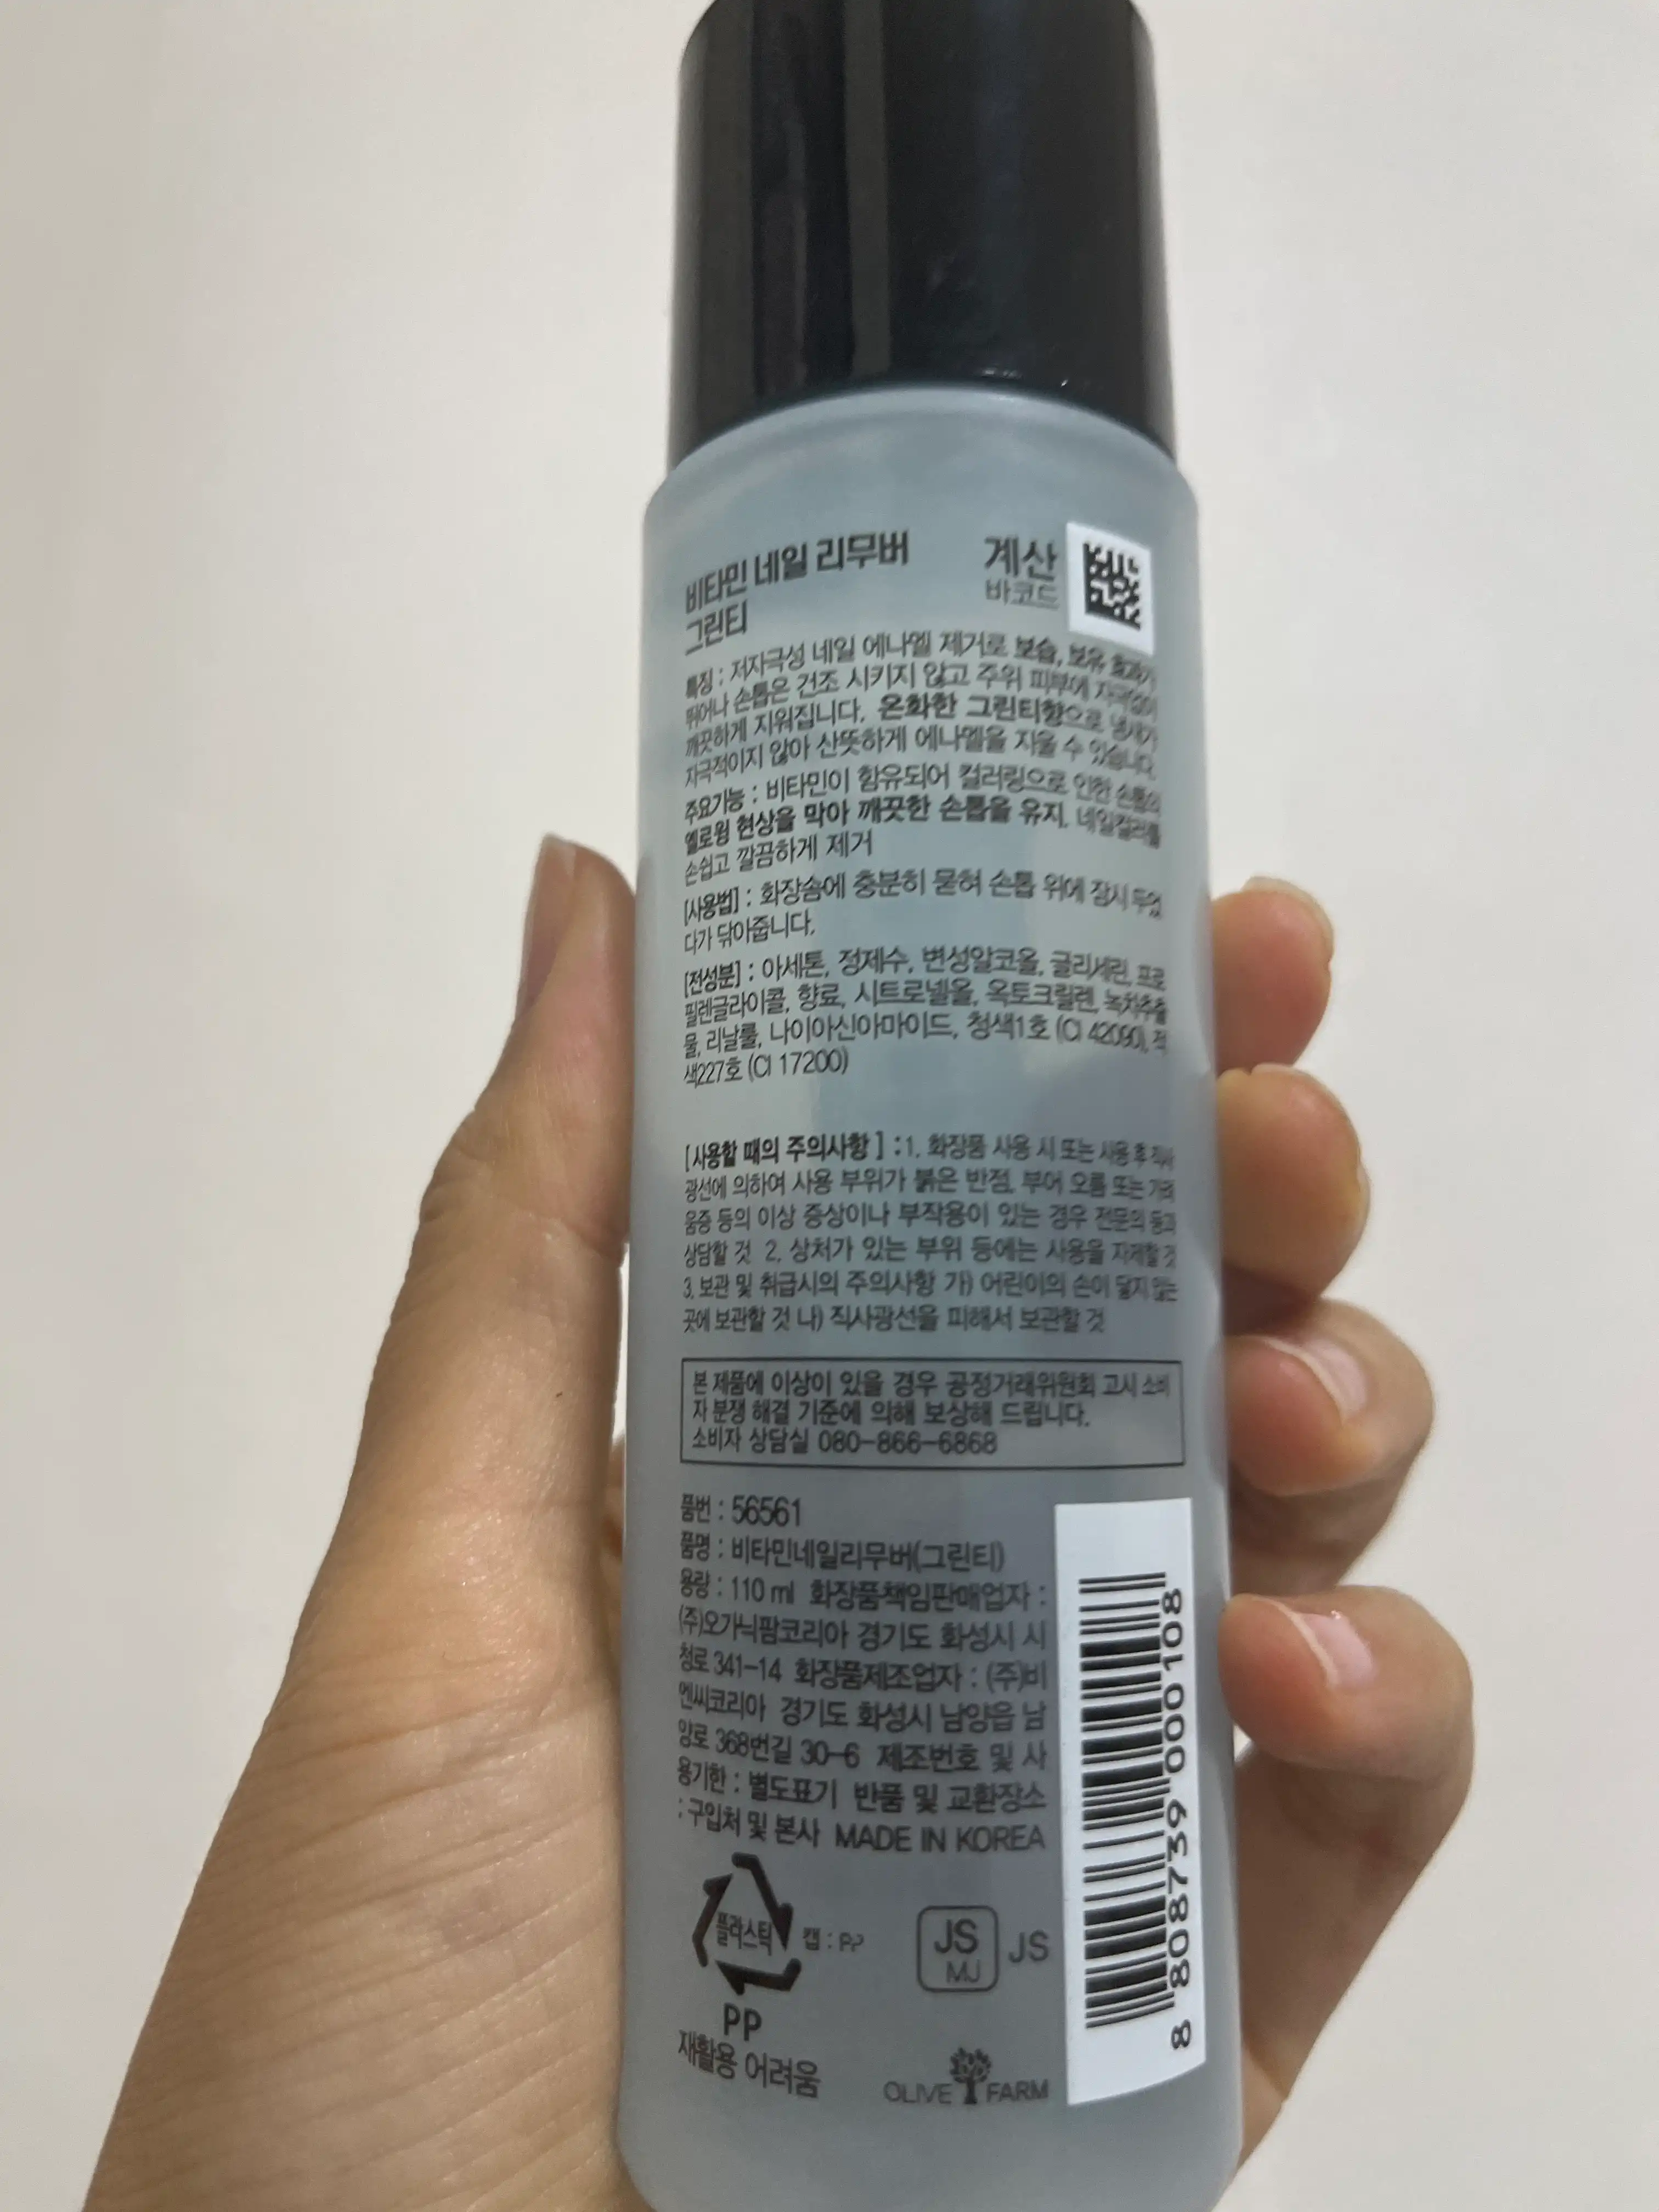 비타민 네일 리무버
그린티
계산
바코드
특징 : 저자극성 네일 에나멜 제거로 보습, 보유 효과가
뛰어나 손톱은 건조 시키지 않고 주위 피부에 자극없이
깨끗하게 지워집니다. 온화한 그린티향으로 냄새가
자극적이지 않아 산뜻하게 에나멜을 지울 수 있습니다.
주요기능 : 비타민이 함유되어 컬러링으로 인한 손톱의
옐로윙 현상을 막아 깨끗한 손톱을 유지, 네일컬러를
손쉽고 깔끔하게 제거
[사용법] : 화장솜에 충분히 묻혀 손톱 위에 잠시 두었
다가 닦아줍니다.
[전성분] : 아세톤, 정제수, 변성알코올, 글리세린, 프로
필렌글라이콜, 향료, 시트로넬올, 옥토크릴렌, 녹차추출
물, 리날룰, 나이아신아마이드, 청색1호 (CI 42090), 적
색227호 (CI 17200)
[ 사용할 때의 주의사항 ] : 1. 화장품 사용 시 또는 사용 후 직사
광선에 의하여 사용 부위가 붉은 반점, 부어 오름 또는 가려
움증 등의 이상 증상이나 부작용이 있는 경우 전문의 등과
상담할 것 2. 상처가 있는 부위 등에는 사용을 자제할 것
3. 보관 및 취급시의 주의사항 가) 어린이의 손이 닿지 않는
곳에 보관할 것 나) 직사광선을 피해서 보관할 것
본 제품에 이상이 있을 경우 공정거래위원회 고시 소비
자 분쟁 해결 기준에 의해 보상해 드립니다.
소비자 상담실 080-866-6868
품번 : 56561
품명 : 비타민네일리무버(그린티)
용량 : 110 ml 화장품책임판매업자 :
(주)오가닉팜코리아 경기도 화성시 시
청로 341-14 화장품제조업자 : (주)비
엔씨코리아 경기도 화성시 남양읍 남
양로 368번길 30-6 제조번호 및 사
용기한 : 별도표기 반품 및 교환장소
: 구입처 및 본사 MADE IN KOREA
플라스틱
캡 : PP
PP
재활용 어려움
JS
MJ
JS
OLIVE FARM
8 808739 000108